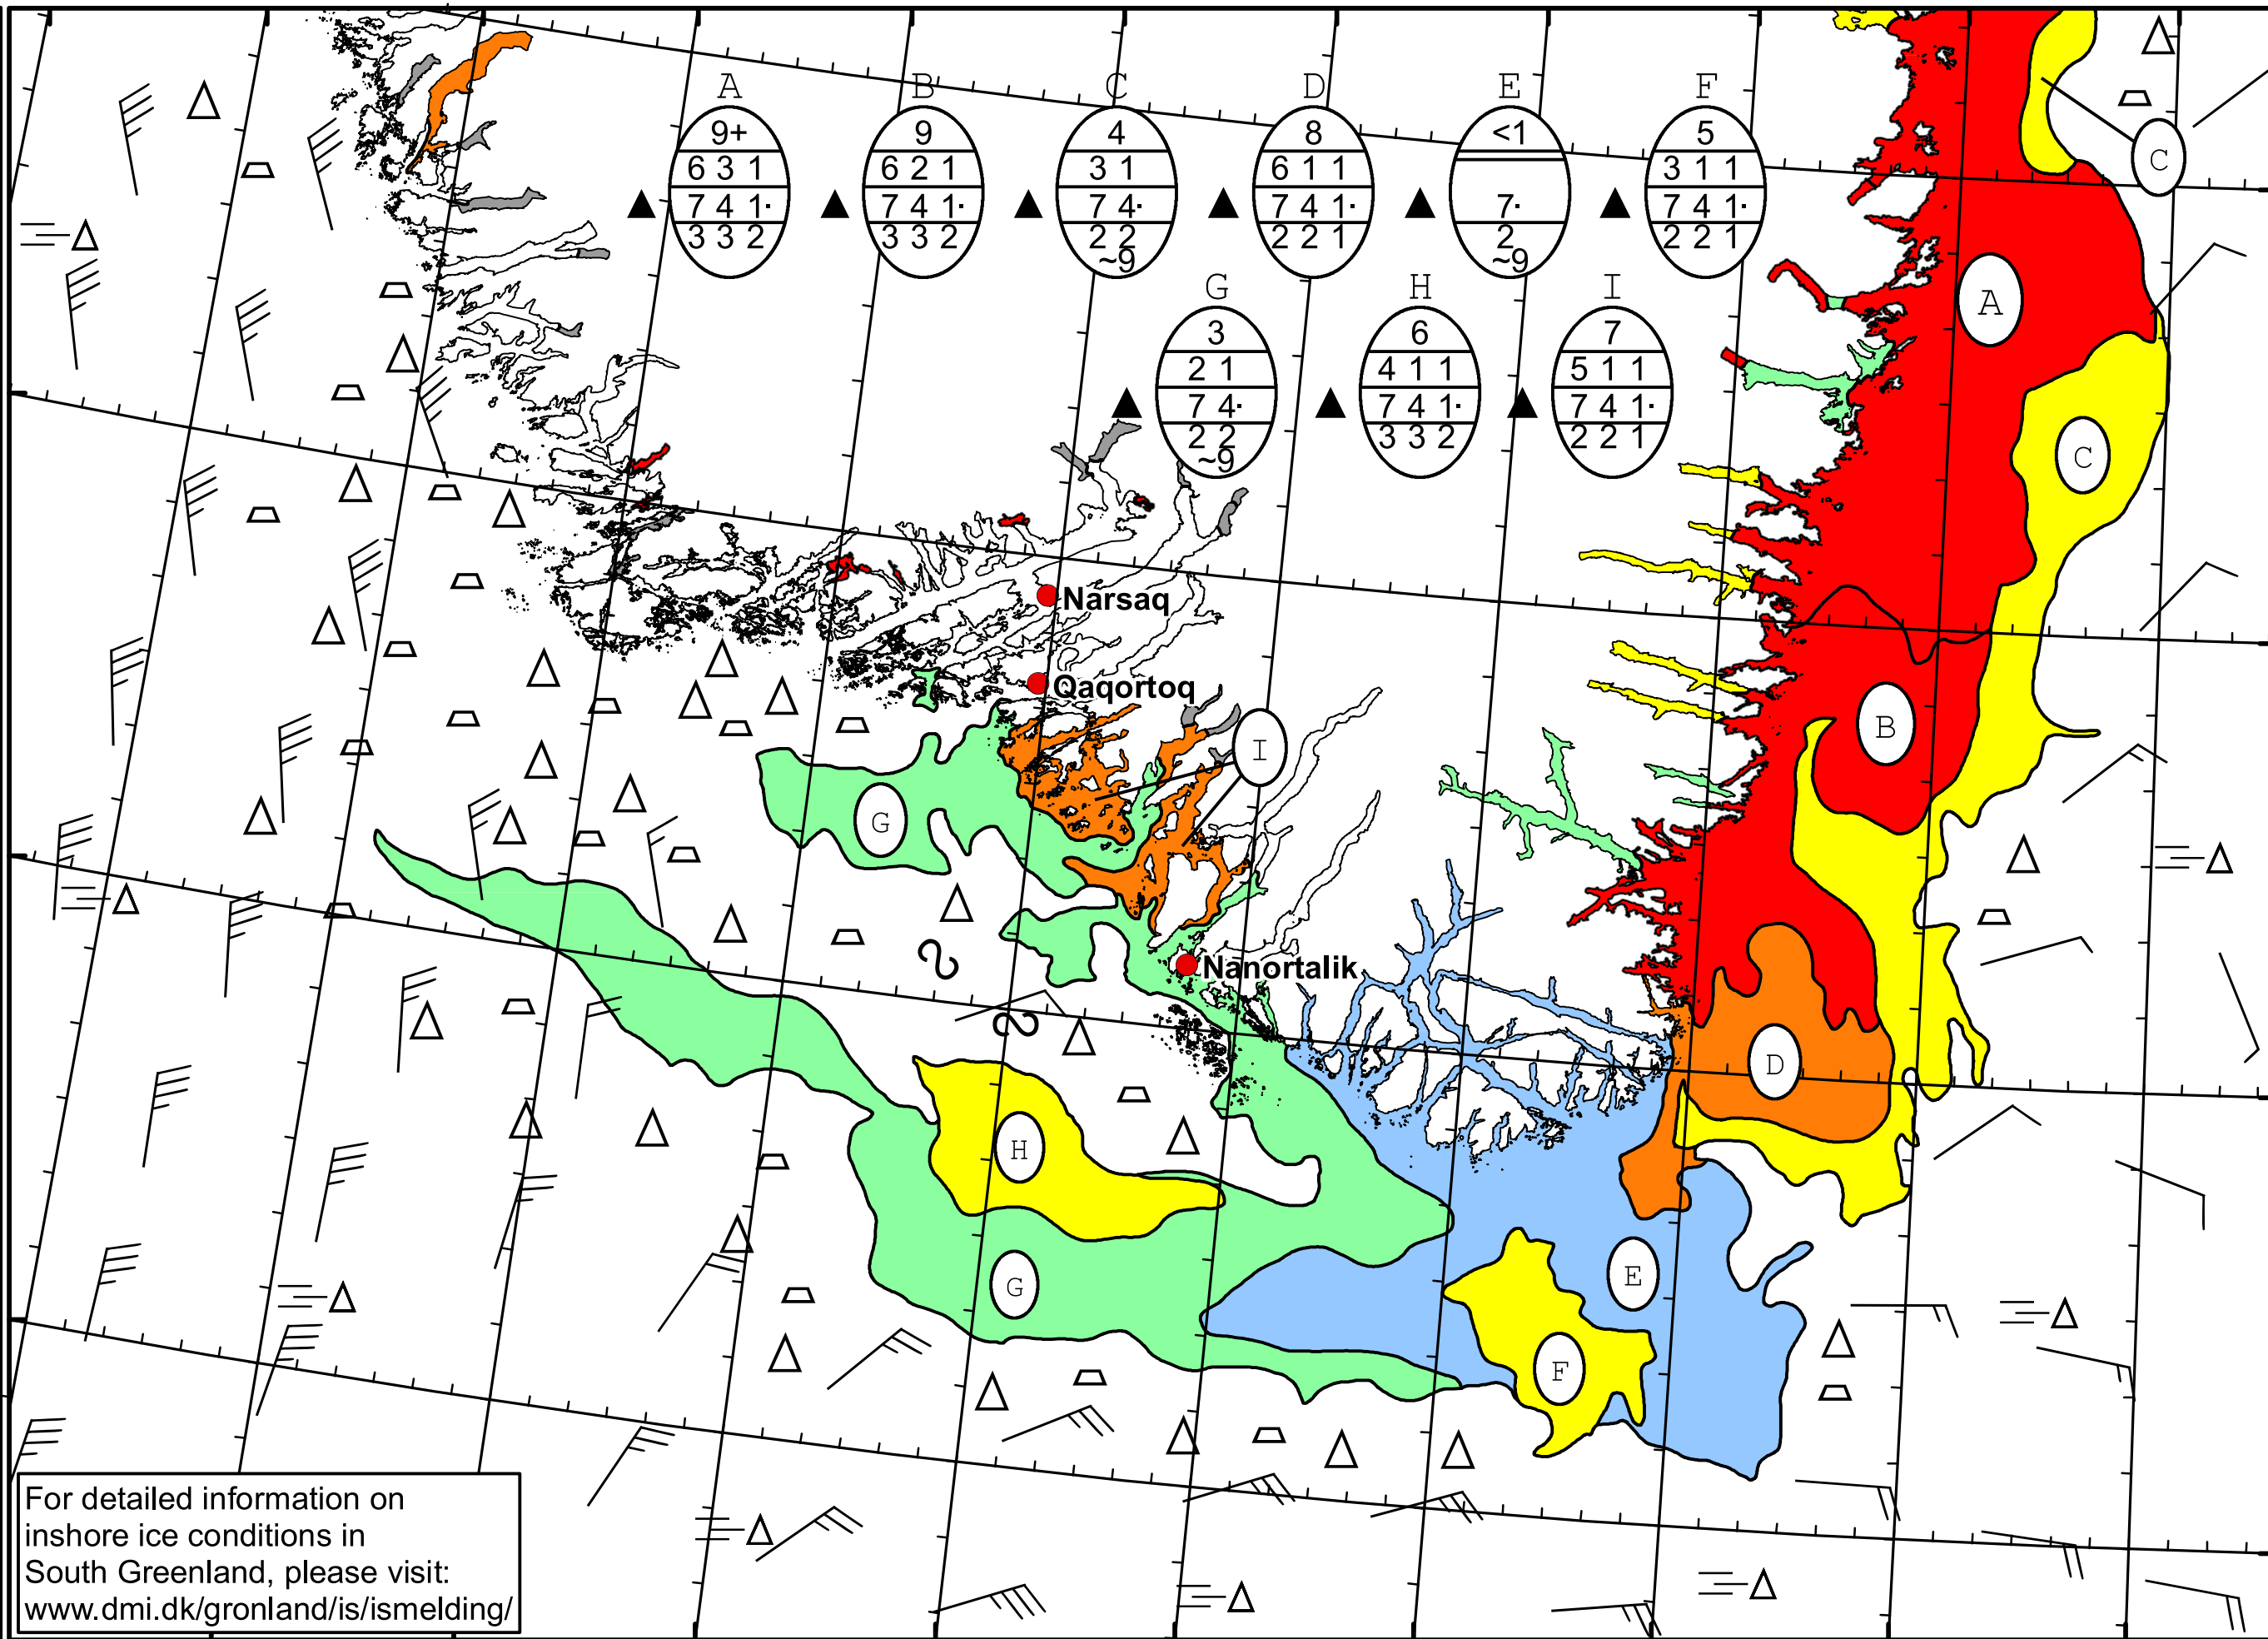 A B C D E F
9+ 9 4 8 <1 5
6 3 1 6 2 1 3 1 6 1 1 3 1 1
7 4 1· 7 4 1· 7 4· 7 4 1· 7· 7 4 1·
3 3 2 3 3 2 2 2 2 2 1 2 2 2 1
~9 ~9
G H I
3 6 7
2 1 4 1 1 5 1 1
7 4· 7 4 1· 7 4 1·
2 2 3 3 2 2 2 1
~9
C
A
C
Narsaq
Qaqortoq
B
I
G
Nanortalik
D
H
E
G
F
For detailed information on
inshore ice conditions in
South Greenland, please visit:
www.dmi.dk/gronland/is/ismelding/